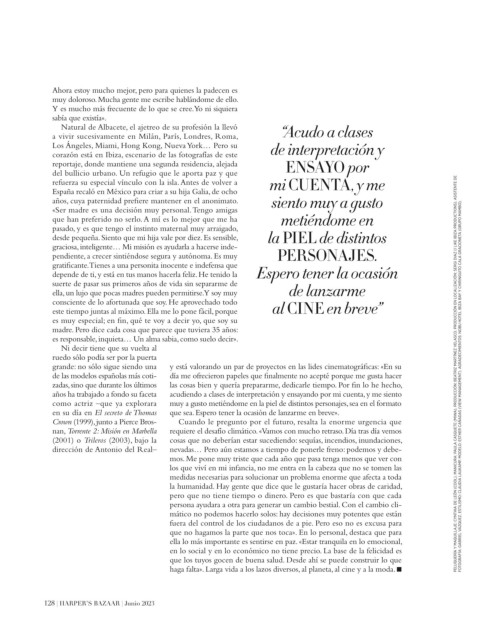 Ahora estoy mucho mejor, pero para quienes la padecen es
muy doloroso. Mucha gente me escribe hablándome de ello.
Y es mucho más frecuente de lo que se cree. Yo ni siquiera
sabía que existía».
Natural de Albacete, el ajetreo de su profesión la llevó
a vivir sucesivamente en Milán, París, Londres, Roma,
Los Ángeles, Miami, Hong Kong, Nueva York… Pero su
corazón está en Ibiza, escenario de las fotografías de este
reportaje, donde mantiene una segunda residencia, alejada
del bullicio urbano. Un refugio que le aporta paz y que
refuerza su especial vínculo con la isla. Antes de volver a
España recaló en México para criar a su hija Galia, de ocho
años, cuya paternidad prefiere mantener en el anonimato.
«Ser madre es una decisión muy personal. Tengo amigas
que han preferido no serlo. A mí es lo mejor que me ha
pasado, y es que tengo el instinto maternal muy arraigado,
desde pequeña. Siento que mi hija vale por diez. Es sensible,
graciosa, inteligente… Mi misión es ayudarla a hacerse inde-
pendiente, a crecer sintiéndose segura y autónoma. Es muy
gratificante. Tienes a una personita inocente e indefensa que
depende de ti, y está en tus manos hacerla feliz. He tenido la
suerte de pasar sus primeros años de vida sin separarme de
ella, un lujo que pocas madres pueden permitirse. Y soy muy
consciente de lo afortunada que soy. He aprovechado todo
este tiempo juntas al máximo. Ella me lo pone fácil, porque
es muy especial; en fin, qué te voy a decir yo, que soy su
madre. Pero dice cada cosa que parece que tuviera 35 años:
es responsable, inquieta… Un alma sabia, como suelo decir».
Ni decir tiene que su vuelta al
ruedo sólo podía ser por la puerta
grande: no sólo sigue siendo una
de las modelos españolas más coti-
zadas, sino que durante los últimos
años ha trabajado a fondo su faceta
como actriz –que ya explorara
en su día en El secreto de Thomas
Crown (1999), junto a Pierce Bros-
nan, Torrente 2: Misión en Marbella
(2001) o Trileros (2003), bajo la
dirección de Antonio del Real–
y está valorando un par de proyectos en las lides cinematográficas: «En su
día me ofrecieron papeles que finalmente no acepté porque me gusta hacer
las cosas bien y quería prepararme, dedicarle tiempo. Por fin lo he hecho,
acudiendo a clases de interpretación y ensayando por mi cuenta, y me siento
muy a gusto metiéndome en la piel de distintos personajes, sea en el formato
que sea. Espero tener la ocasión de lanzarme en breve».
Cuando le pregunto por el futuro, resalta la enorme urgencia que
requiere el desafío climático. «Vamos con mucho retraso. Día tras día vemos
cosas que no deberían estar sucediendo: sequías, incendios, inundaciones,
nevadas… Pero aún estamos a tiempo de ponerle freno: podemos y debe-
mos. Me pone muy triste que cada año que pasa tenga menos que ver con
los que viví en mi infancia, no me entra en la cabeza que no se tomen las
medidas necesarias para solucionar un problema enorme que afecta a toda
la humanidad. Hay gente que dice que le gustaría hacer obras de caridad,
pero que no tiene tiempo o dinero. Pero es que bastaría con que cada
persona ayudara a otra para generar un cambio bestial. Con el cambio cli-
mático no podemos hacerlo solos: hay decisiones muy potentes que están
fuera del control de los ciudadanos de a pie. Pero eso no es excusa para
que no hagamos la parte que nos toca». En lo personal, destaca que para
ella lo más importante es sentirse en paz. «Estar tranquila en lo emocional,
en lo social y en lo económico no tiene precio. La base de la felicidad es
que los tuyos gocen de buena salud. Desde ahí se puede construir lo que
haga falta». Larga vida a los lazos diversos, al planeta, al cine y a la moda.
“Acudo a clases
de interpretación y
ENSAYO por
mi CUENTA, y me
siento muy a gusto
metiéndome en
la PIEL de distintos
PERSONAJES.
Espero tener la ocasión
de lanzarme
al CINE en breve”
128 | HARPER'S BAZAAR | Junio 2023